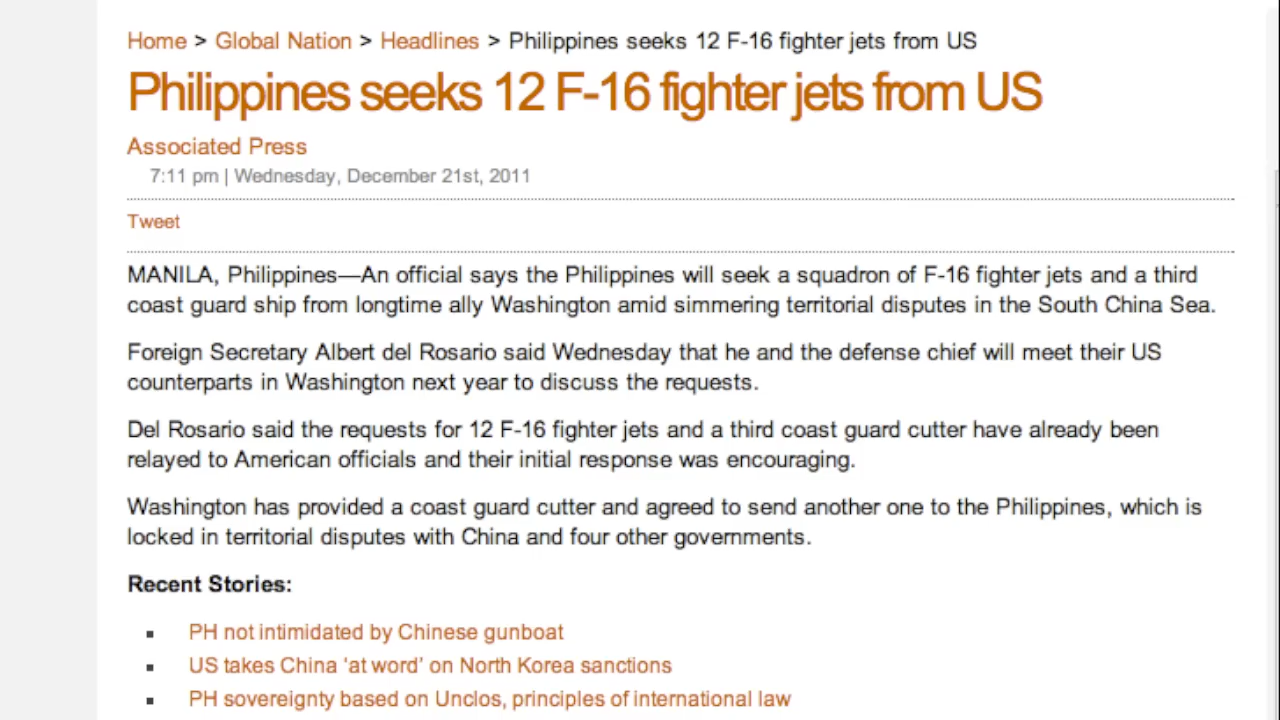 Home > Global Nation > Headlines > Philippines seeks 12 F-16 fighter jets from US
Philippines seeks 12 F-16 fighter jets from US
Associated Press
7:11 pm | Wednesday, December 21st, 2011
Tweet
MANILA, Philippines—An official says the Philippines will seek a squadron of F-16 fighter jets and a third
coast guard ship from longtime ally Washington amid simmering territorial disputes in the South China Sea.
Foreign Secretary Albert del Rosario said Wednesday that he and the defense chief will meet their US
counterparts in Washington next year to discuss the requests.
Del Rosario said the requests for 12 F-16 fighter jets and a third coast guard cutter have already been
relayed to American officials and their initial response was encouraging.
Washington has provided a coast guard cutter and agreed to send another one to the Philippines, which is
locked in territorial disputes with China and four other governments.
Recent Stories:
▪ PH not intimidated by Chinese gunboat
▪ US takes China ‘at word’ on North Korea sanctions
▪ PH sovereignty based on Unclos, principles of international law